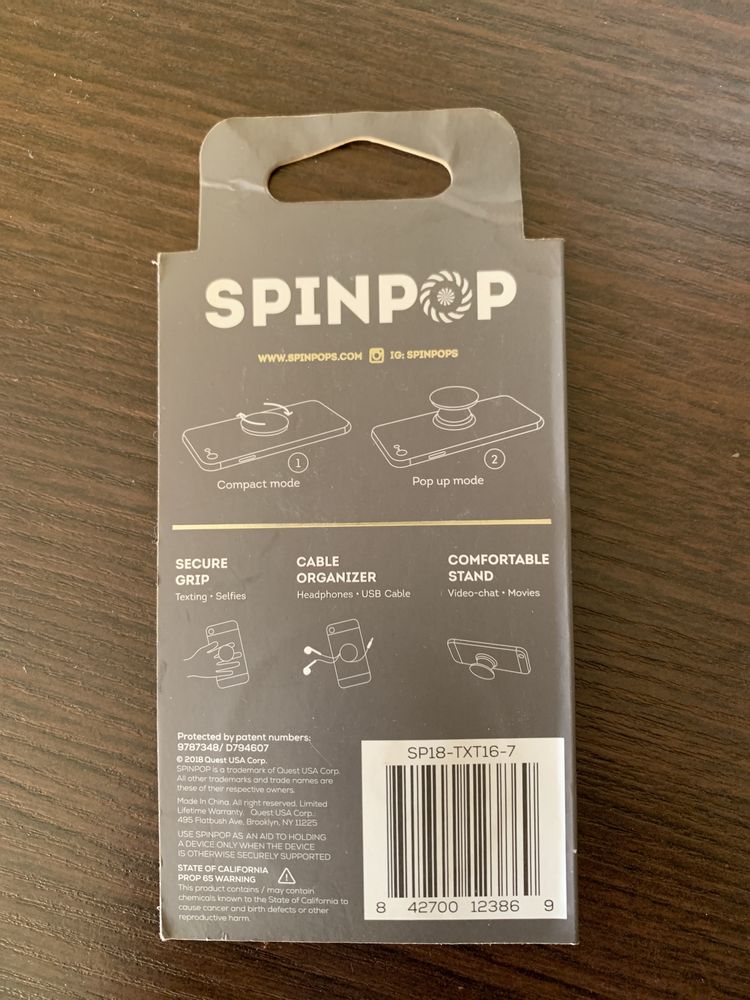 SPINPOP
WWW.SPINPOPS.COM IG: SPINPOPS
1
Compact mode
2
Pop up mode
SECURE
GRIP
Texting • Selfies
CABLE
ORGANIZER
Headphones • USB Cable
COMFORTABLE
STAND
Video-chat • Movies
Protected by patent numbers:
9787348/ D794607
© 2018 Quest USA Corp.
SPINPOP is a trademark of Quest USA Corp.
All other trademarks and trade names are
these of their respective owners.
Made In China. All right reserved. Limited
Lifetime Warranty. Quest USA Corp.:
495 Flatbush Ave, Brooklyn, NY 11225
USE SPINPOP AS AN AID TO HOLDING
A DEVICE ONLY WHEN THE DEVICE
IS OTHERWISE SECURELY SUPPORTED
STATE OF CALIFORNIA
PROP 65 WARNING
This product contains / may contain
chemicals known to the State of California to
cause cancer and birth defects or other
reproductive harm.
SP18-TXT16-7
8 42700 12386 9